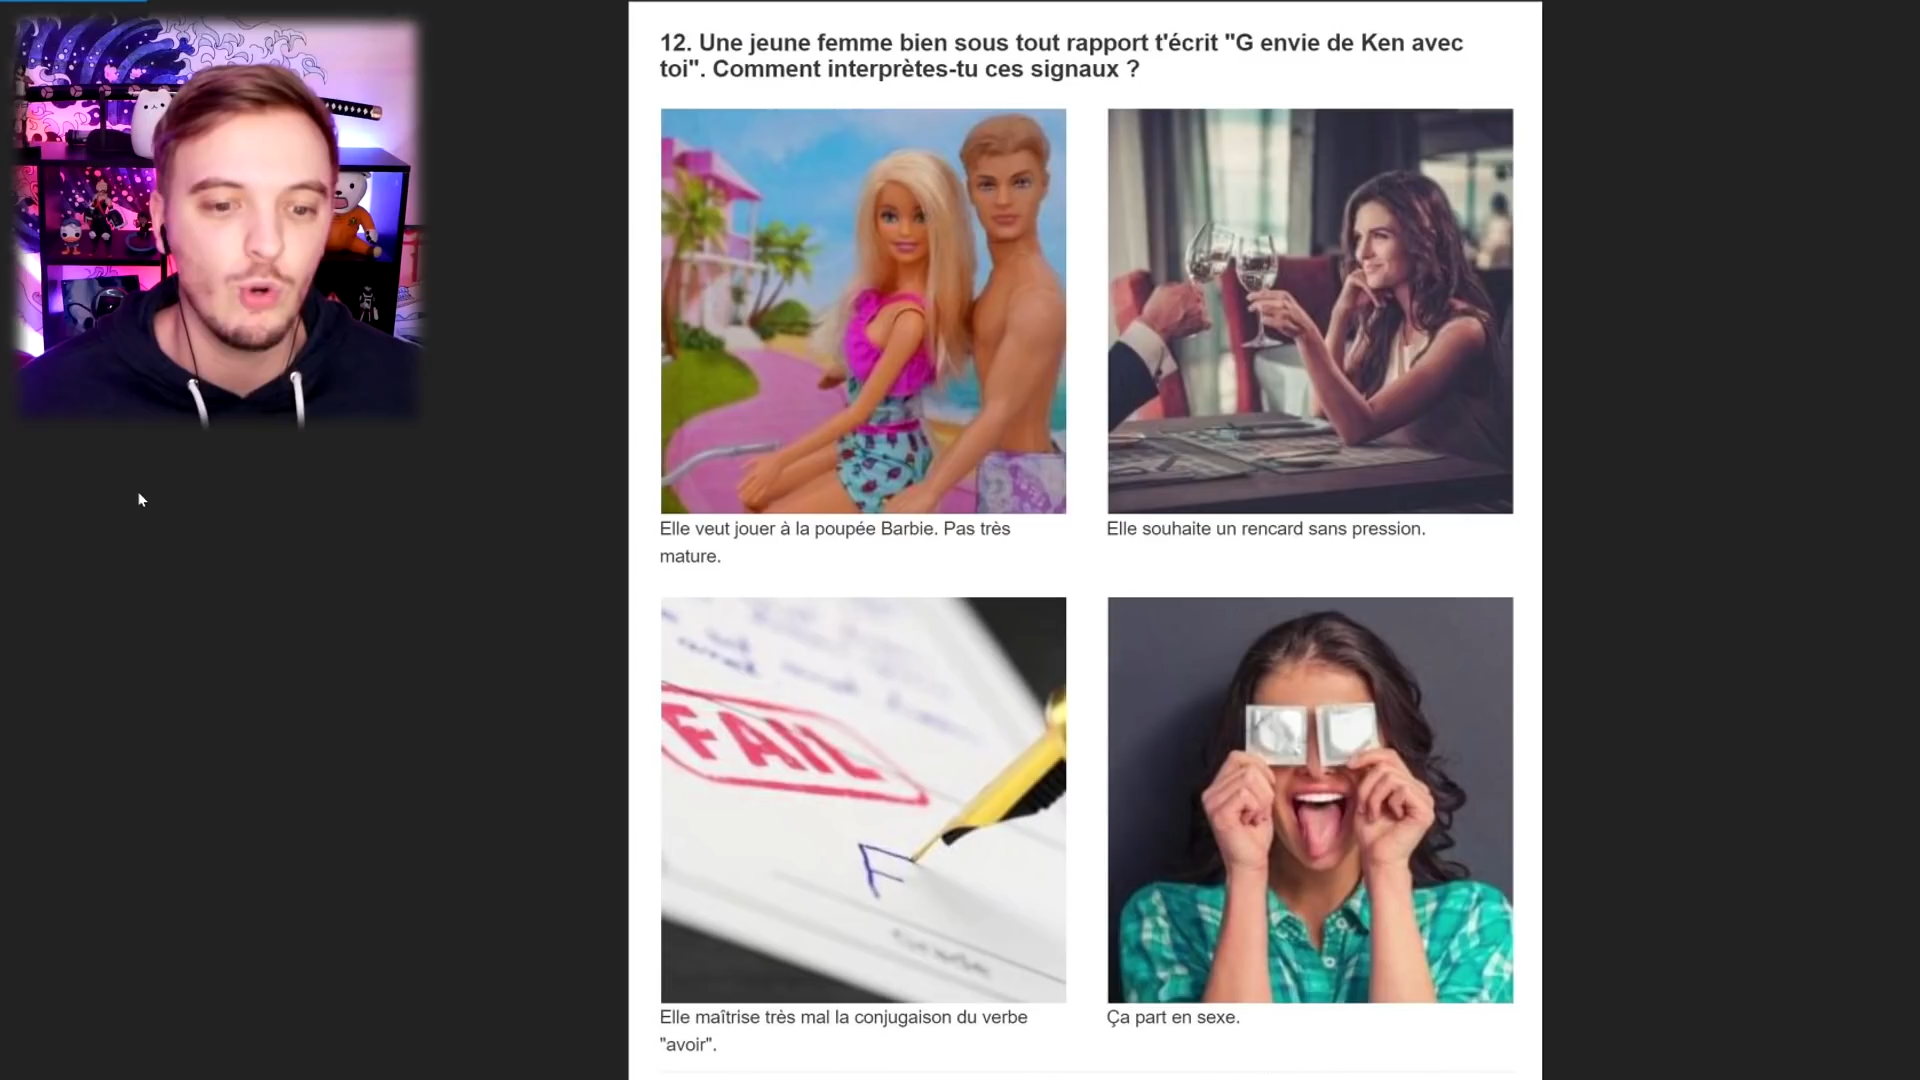 12. Une jeune femme bien sous tout rapport t'écrit "G envie de Ken avec
toi". Comment interprètes-tu ces signaux ?
Elle veut jouer à la poupée Barbie. Pas très
mature.
Elle souhaite un rencard sans pression.
FAIL
F
Elle maîtrise très mal la conjugaison du verbe
"avoir".
Ça part en sexe.